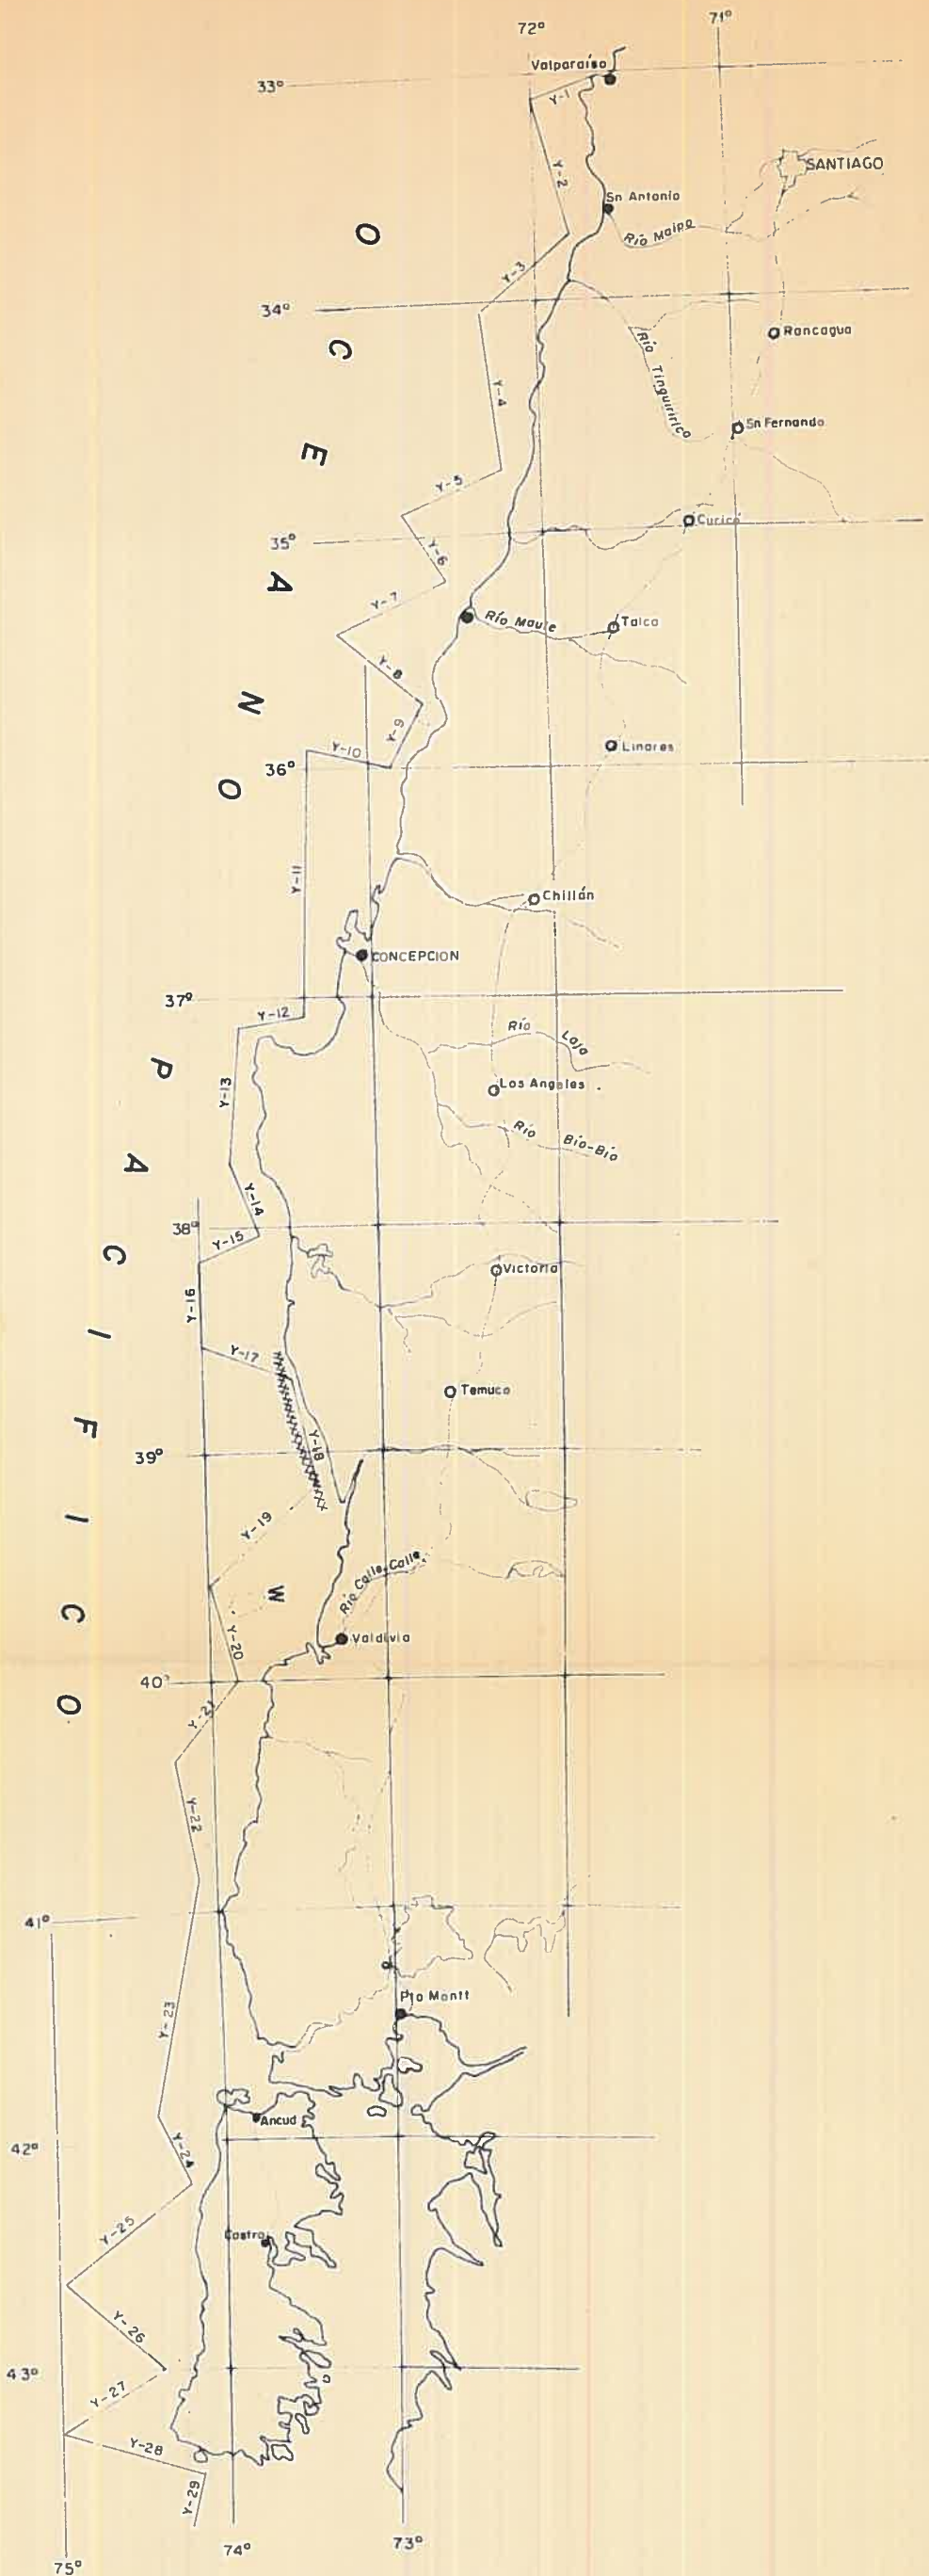 71°
72°
Valparaíso
33°
Y-1
SANTIAGO
Y-2
Sn Antonio
Río Maipo
Y-3
34°
Rancagua
Río Tinguiririca
Y-4
Sn Fernando
Y-5
Curicó
35°
Y-6
Y-7
Río Maule
Talca
Y-8
Y-9
Linares
Y-10
36°
Y-11
Chillán
CONCEPCION
37°
Y-12
Río Laja
Y-13
Los Angeles
Río Bío-Bío
Y-14
38°
Y-15
Victoria
Y-16
Y-17
Temuco
Y-18
39°
Y-19
Río Calle-Calle
W
Y-20
Valdivia
40°
Y-21
Y-22
41°
Pto Montt
Y-23
Ancud
42°
Y-24
Y-25
Castro
Y-26
43°
Y-27
Y-28
Y-29
73°
74°
75°
OCEANO PACIFICO